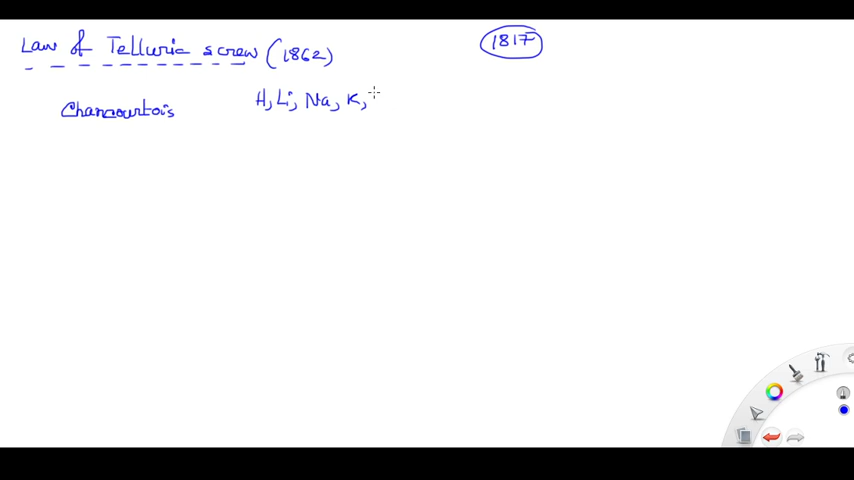 Law of Telluric screw (1862)
1817
Chancourtois
H, Li, Na, K,